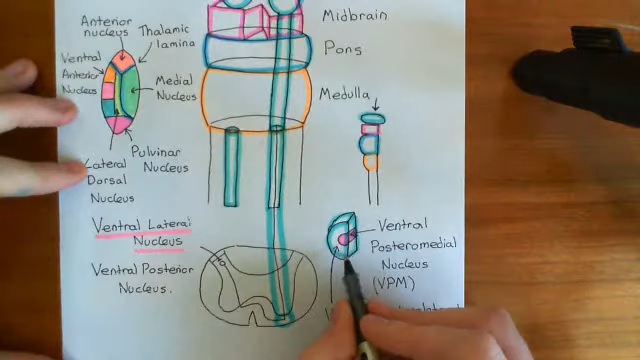 Anterior
nucleus
Thalamic
lamina
Ventral
Anterior
Nucleus
Medial
Nucleus
Pulvinar
Nucleus
Lateral
Dorsal
Nucleus
Midbrain
Pons
Medulla
Ventral Lateral
Nucleus
Ventral Posterior
Nucleus.
Ventral
Posteromedial
Nucleus
(VPM)